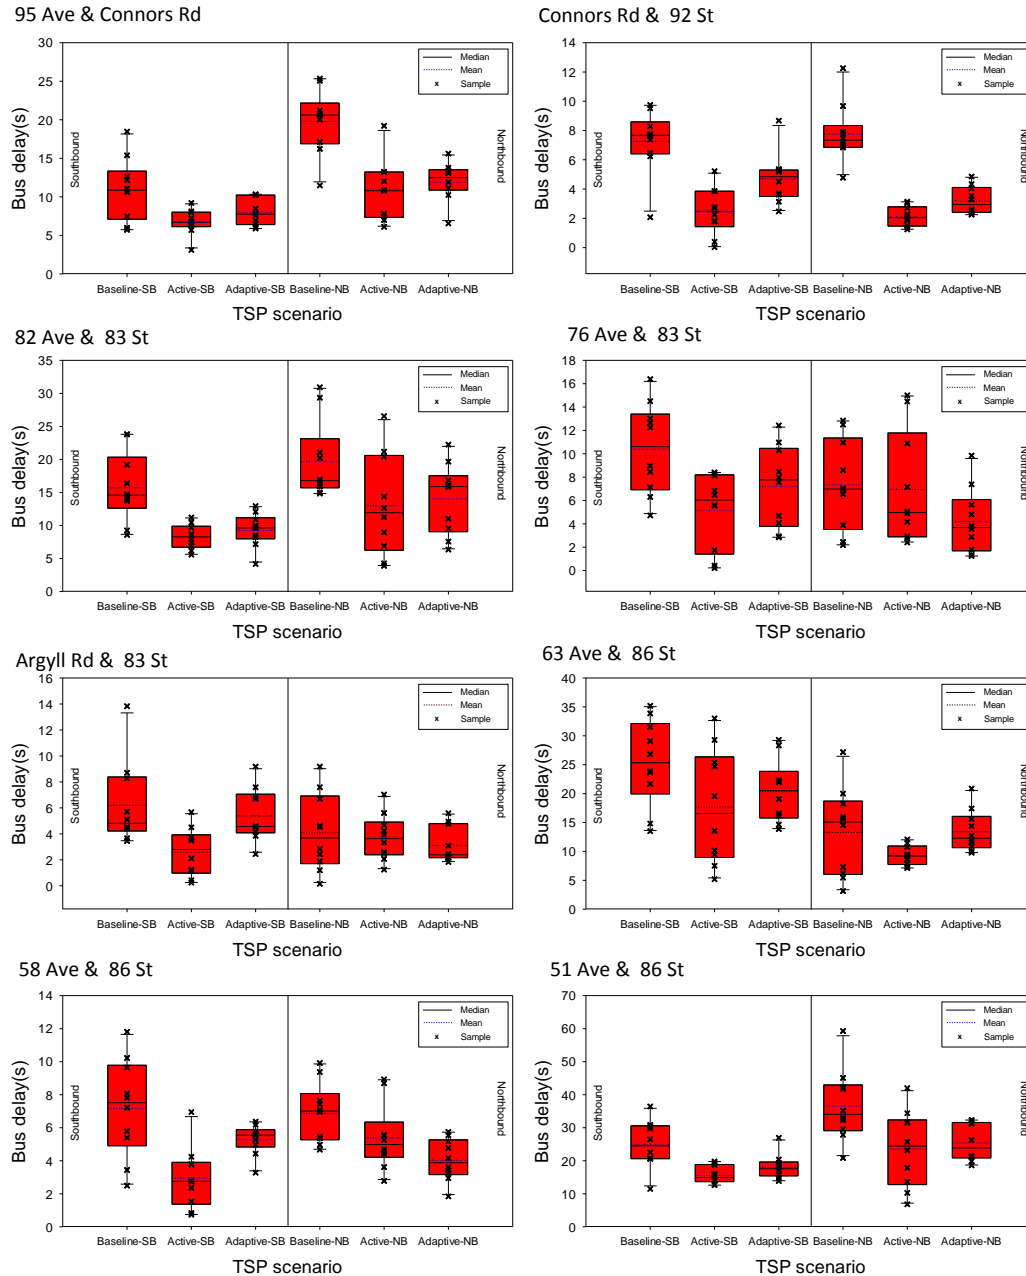 95 Ave & Connors Rd
30
25
20
15
10
5
0
Bus delay(s)
Southbound
Northbound
Median
Mean
Sample
Baseline-SB Active-SB Adaptive-SB Baseline-NB Active-NB Adaptive-NB
TSP scenario
Connors Rd & 92 St
14
12
10
8
6
4
2
0
Bus delay(s)
Southbound
Northbound
Median
Mean
Sample
Baseline-SB Active-SB Adaptive-SB Baseline-NB Active-NB Adaptive-NB
TSP scenario
82 Ave & 83 St
35
30
25
20
15
10
5
0
Bus delay(s)
Southbound
Northbound
Median
Mean
Sample
Baseline-SB Active-SB Adaptive-SB Baseline-NB Active-NB Adaptive-NB
TSP scenario
76 Ave & 83 St
18
16
14
12
10
8
6
4
2
0
Bus delay(s)
Southbound
Northbound
Median
Mean
Sample
Baseline-SB Active-SB Adaptive-SB Baseline-NB Active-NB Adaptive-NB
TSP scenario
Argyll Rd & 83 St
16
14
12
10
8
6
4
2
0
Bus delay(s)
Southbound
Northbound
Median
Mean
Sample
Baseline-SB Active-SB Adaptive-SB Baseline-NB Active-NB Adaptive-NB
TSP scenario
63 Ave & 86 St
40
35
30
25
20
15
10
5
0
Bus delay(s)
Southbound
Northbound
Median
Mean
Sample
Baseline-SB Active-SB Adaptive-SB Baseline-NB Active-NB Adaptive-NB
TSP scenario
58 Ave & 86 St
14
12
10
8
6
4
2
0
Bus delay(s)
Southbound
Northbound
Median
Mean
Sample
Baseline-SB Active-SB Adaptive-SB Baseline-NB Active-NB Adaptive-NB
TSP scenario
51 Ave & 86 St
70
60
50
40
30
20
10
0
Bus delay(s)
Southbound
Northbound
Median
Mean
Sample
Baseline-SB Active-SB Adaptive-SB Baseline-NB Active-NB Adaptive-NB
TSP scenario